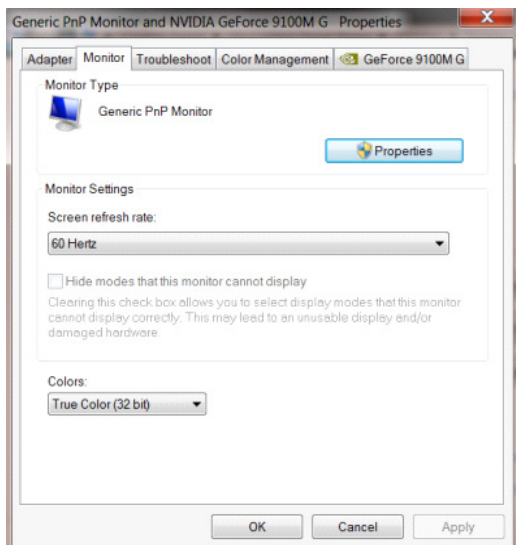 Generic PnP Monitor and NVIDIA GeForce 9100M G Properties
X
Adapter Monitor Troubleshoot Color Management GeForce 9100M G
Monitor Type
Generic PnP Monitor
Properties
Monitor Settings
Screen refresh rate:
60 Hertz
Hide modes that this monitor cannot display
Clearing this check box allows you to select display modes that this monitor
cannot display correctly. This may lead to an unusable display and/or
damaged hardware.
Colors:
True Color (32 bit)
OK Cancel Apply